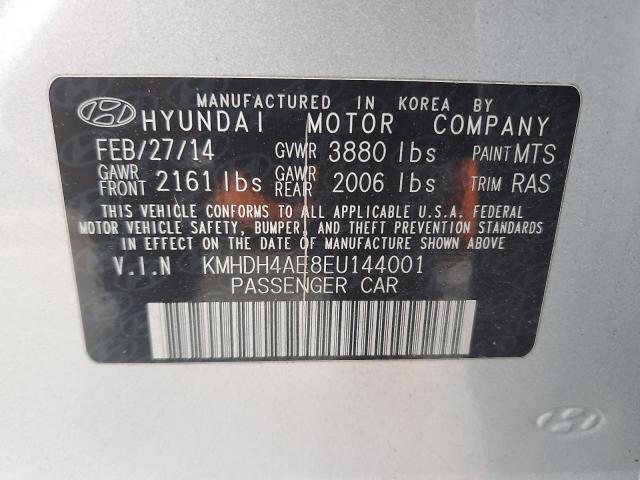 MANUFACTURED IN KOREA BY
HYUNDAI MOTOR COMPANY
FEB/27/14 GVWR 3880 lbs PAINT MTS
GAWR FRONT 2161 lbs GAWR REAR 2006 lbs TRIM RAS
THIS VEHICLE CONFORMS TO ALL APPLICABLE U.S.A. FEDERAL
MOTOR VEHICLE SAFETY, BUMPER, AND THEFT PREVENTION STANDARDS
IN EFFECT ON THE DATE OF MANUFACTURE SHOWN ABOVE.
V.I.N KMHDH4AE8EU144001
PASSENGER CAR